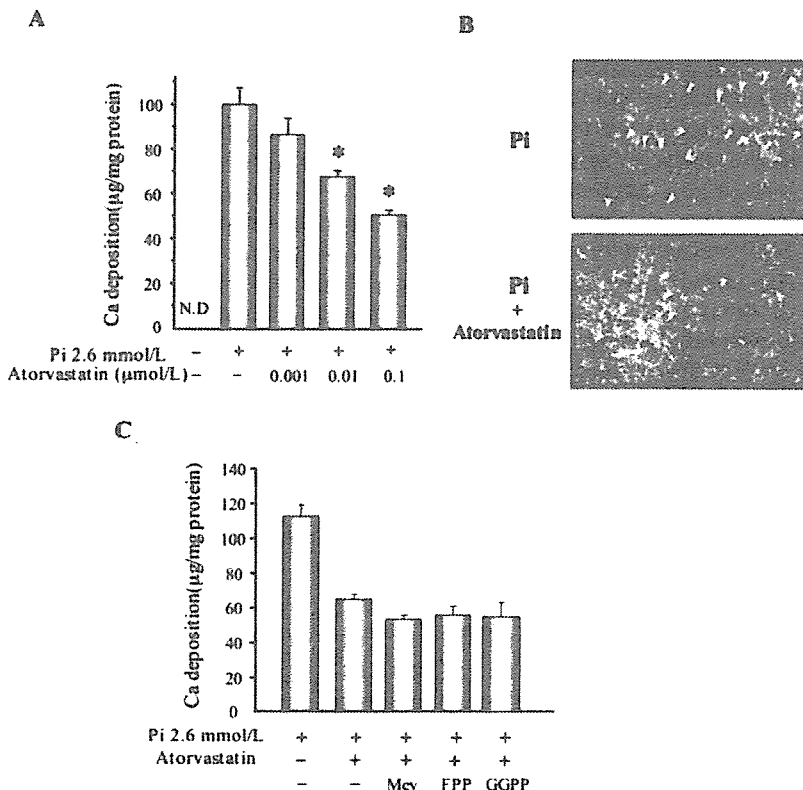 A
Ca deposition(µg/mg protein)
100
80
60
40
20
0
N.D
*
*
Pi 2.6 mmol/L - + + + +
Atorvastatin (µmol/L) - - 0.001 0.01 0.1
B
Pi
Pi
+
Atorvastatin
C
Ca deposition(µg/mg protein)
140
120
100
80
60
40
20
0
Pi 2.6 mmol/L + + + + +
Atorvastatin - + + + +
- - Mev FPP GGPP